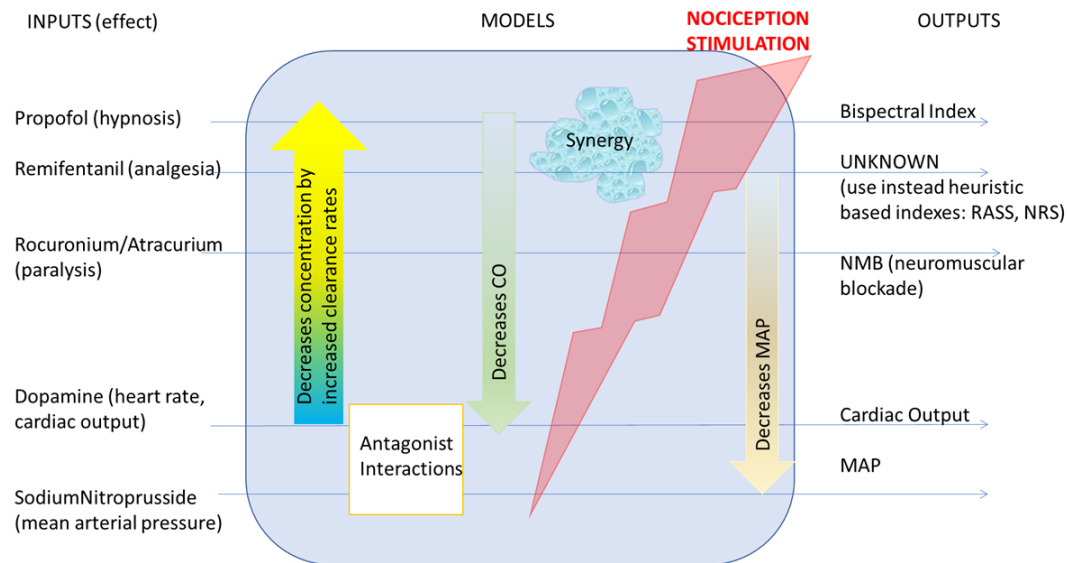 INPUTS (effect)
MODELS
NOCICEPTION
STIMULATION
OUTPUTS
Propofol (hypnosis)
Remifentanil (analgesia)
Rocuronium/Atracurium
(paralysis)
Dopamine (heart rate,
cardiac output)
SodiumNitroprusside
(mean arterial pressure)
Decreases concentration by
increased clearance rates
Antagonist
Interactions
Decreases CO
Synergy
Decreases MAP
Bispectral Index
UNKNOWN
(use instead heuristic
based indexes: RASS, NRS)
NMB (neuromuscular
blockade)
Cardiac Output
MAP